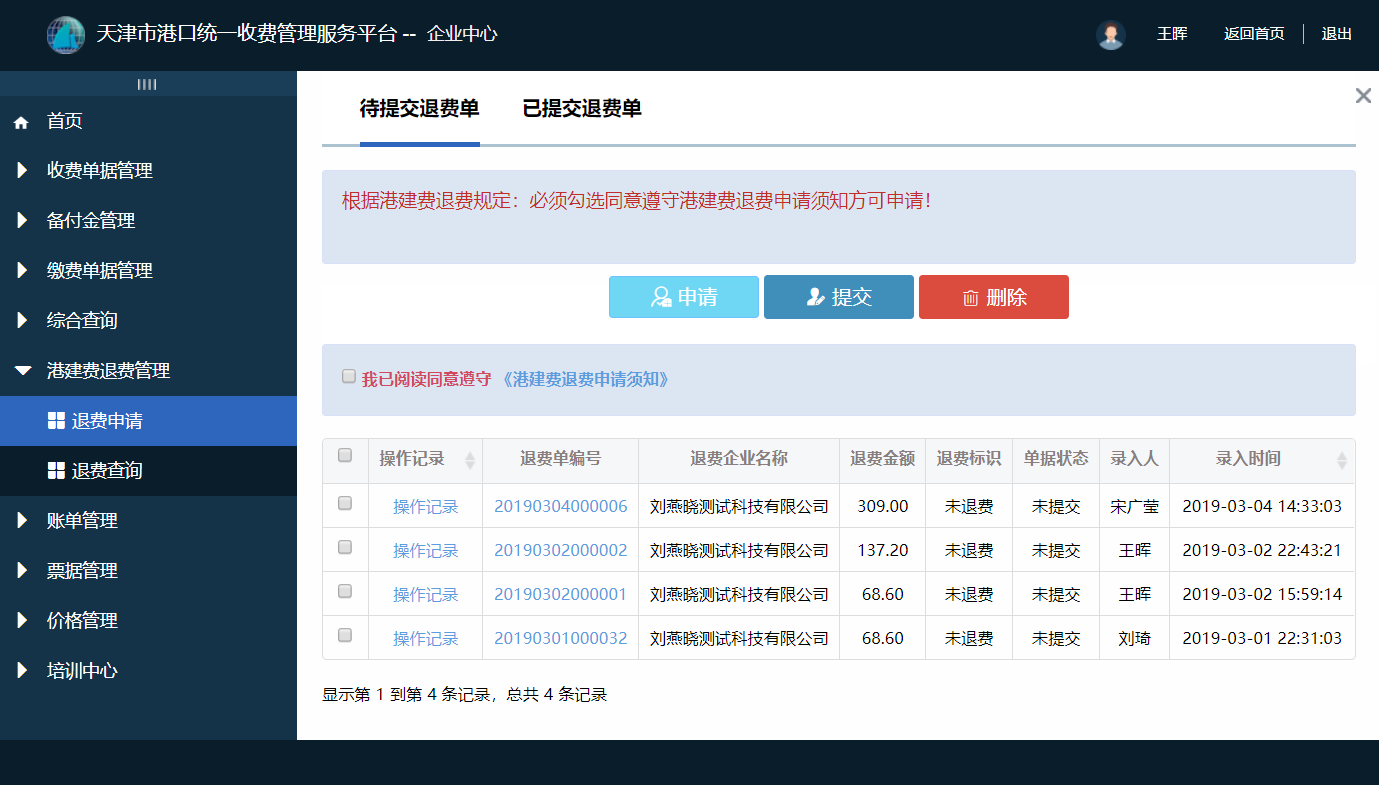 天津市港口统一收费管理服务平台 -- 企业中心
王晖 返回首页 退出
首页
收费单据管理
备付金管理
缴费单据管理
综合查询
港建费退费管理
退费申请
退费查询
账单管理
票据管理
价格管理
培训中心
待提交退费单 已提交退费单
根据港建费退费规定：必须勾选同意遵守港建费退费申请须知方可申请！
申请 提交 删除
我已阅读同意遵守 《港建费退费申请须知》
操作记录 退费单编号 退费企业名称 退费金额 退费标识 单据状态 录入人 录入时间
操作记录 20190304000006 刘燕晓测试科技有限公司 309.00 未退费 未提交 宋广莹 2019-03-04 14:33:03
操作记录 20190302000002 刘燕晓测试科技有限公司 137.20 未退费 未提交 王晖 2019-03-02 22:43:21
操作记录 20190302000001 刘燕晓测试科技有限公司 68.60 未退费 未提交 王晖 2019-03-02 15:59:14
操作记录 20190301000032 刘燕晓测试科技有限公司 68.60 未退费 未提交 刘琦 2019-03-01 22:31:03
显示第 1 到第 4 条记录，总共 4 条记录